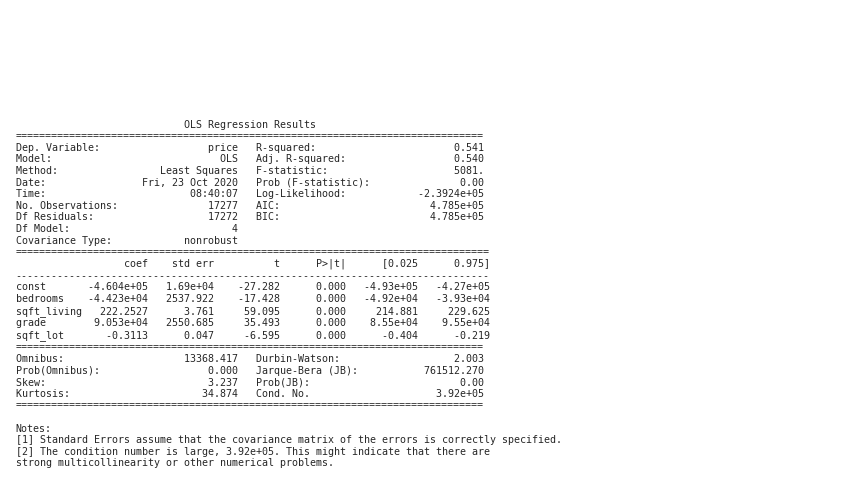 OLS Regression Results
==============================================================================
Dep. Variable:                  price   R-squared:                       0.541
Model:                            OLS   Adj. R-squared:                  0.540
Method:                 Least Squares   F-statistic:                     5081.
Date:                Fri, 23 Oct 2020   Prob (F-statistic):               0.00
Time:                        08:40:07   Log-Likelihood:            -2.3924e+05
No. Observations:               17277   AIC:                         4.785e+05
Df Residuals:                   17272   BIC:                         4.785e+05
Df Model:                           4
Covariance Type:            nonrobust
===============================================================================
                  coef    std err          t      P>|t|      [0.025      0.975]
-------------------------------------------------------------------------------
const       -4.604e+05   1.69e+04    -27.282      0.000   -4.93e+05   -4.27e+05
bedrooms    -4.423e+04   2537.922    -17.428      0.000   -4.92e+04   -3.93e+04
sqft_living   222.2527      3.761     59.095      0.000     214.881     229.625
grade        9.053e+04   2550.685     35.493      0.000    8.55e+04    9.55e+04
sqft_lot       -0.3113      0.047     -6.595      0.000      -0.404      -0.219
==============================================================================
Omnibus:                    13368.417   Durbin-Watson:                   2.003
Prob(Omnibus):                  0.000   Jarque-Bera (JB):           761512.270
Skew:                           3.237   Prob(JB):                         0.00
Kurtosis:                      34.874   Cond. No.                     3.92e+05
==============================================================================
Notes:
[1] Standard Errors assume that the covariance matrix of the errors is correctly specified.
[2] The condition number is large, 3.92e+05. This might indicate that there are
strong multicollinearity or other numerical problems.